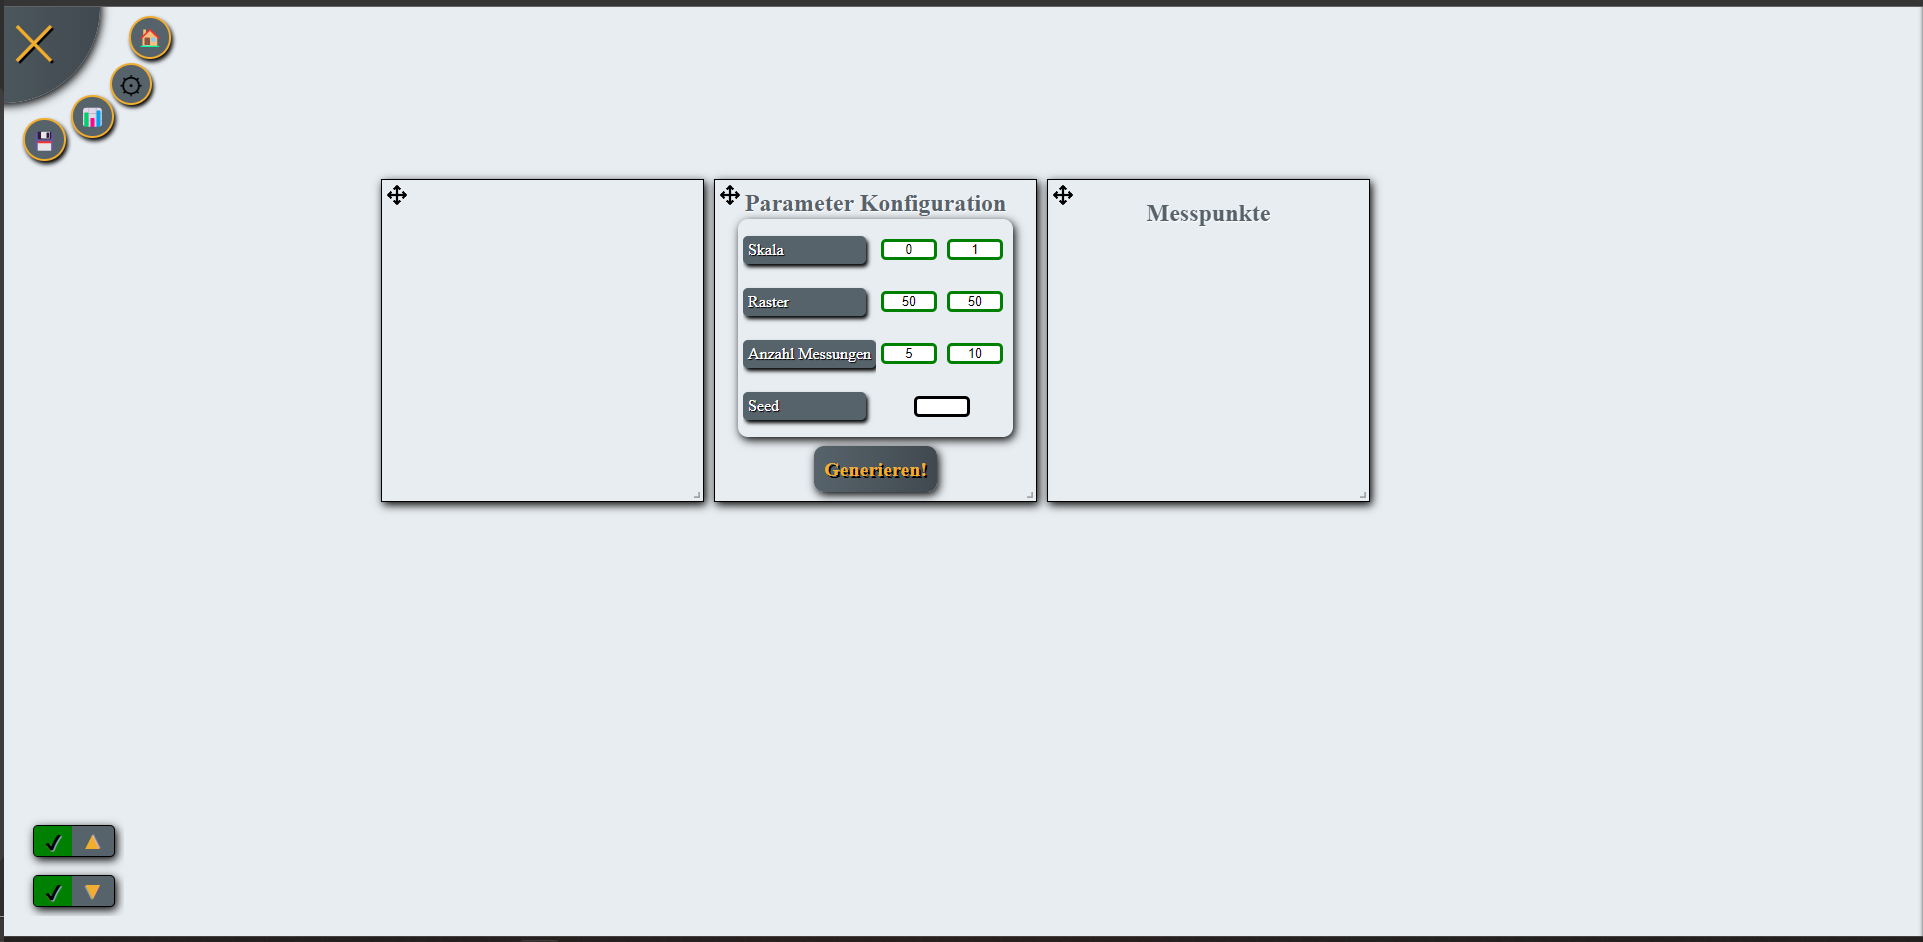 Parameter Konfiguration
Skala 0 1
Raster 50 50
Anzahl Messungen 5 10
Seed
Generieren!
Messpunkte